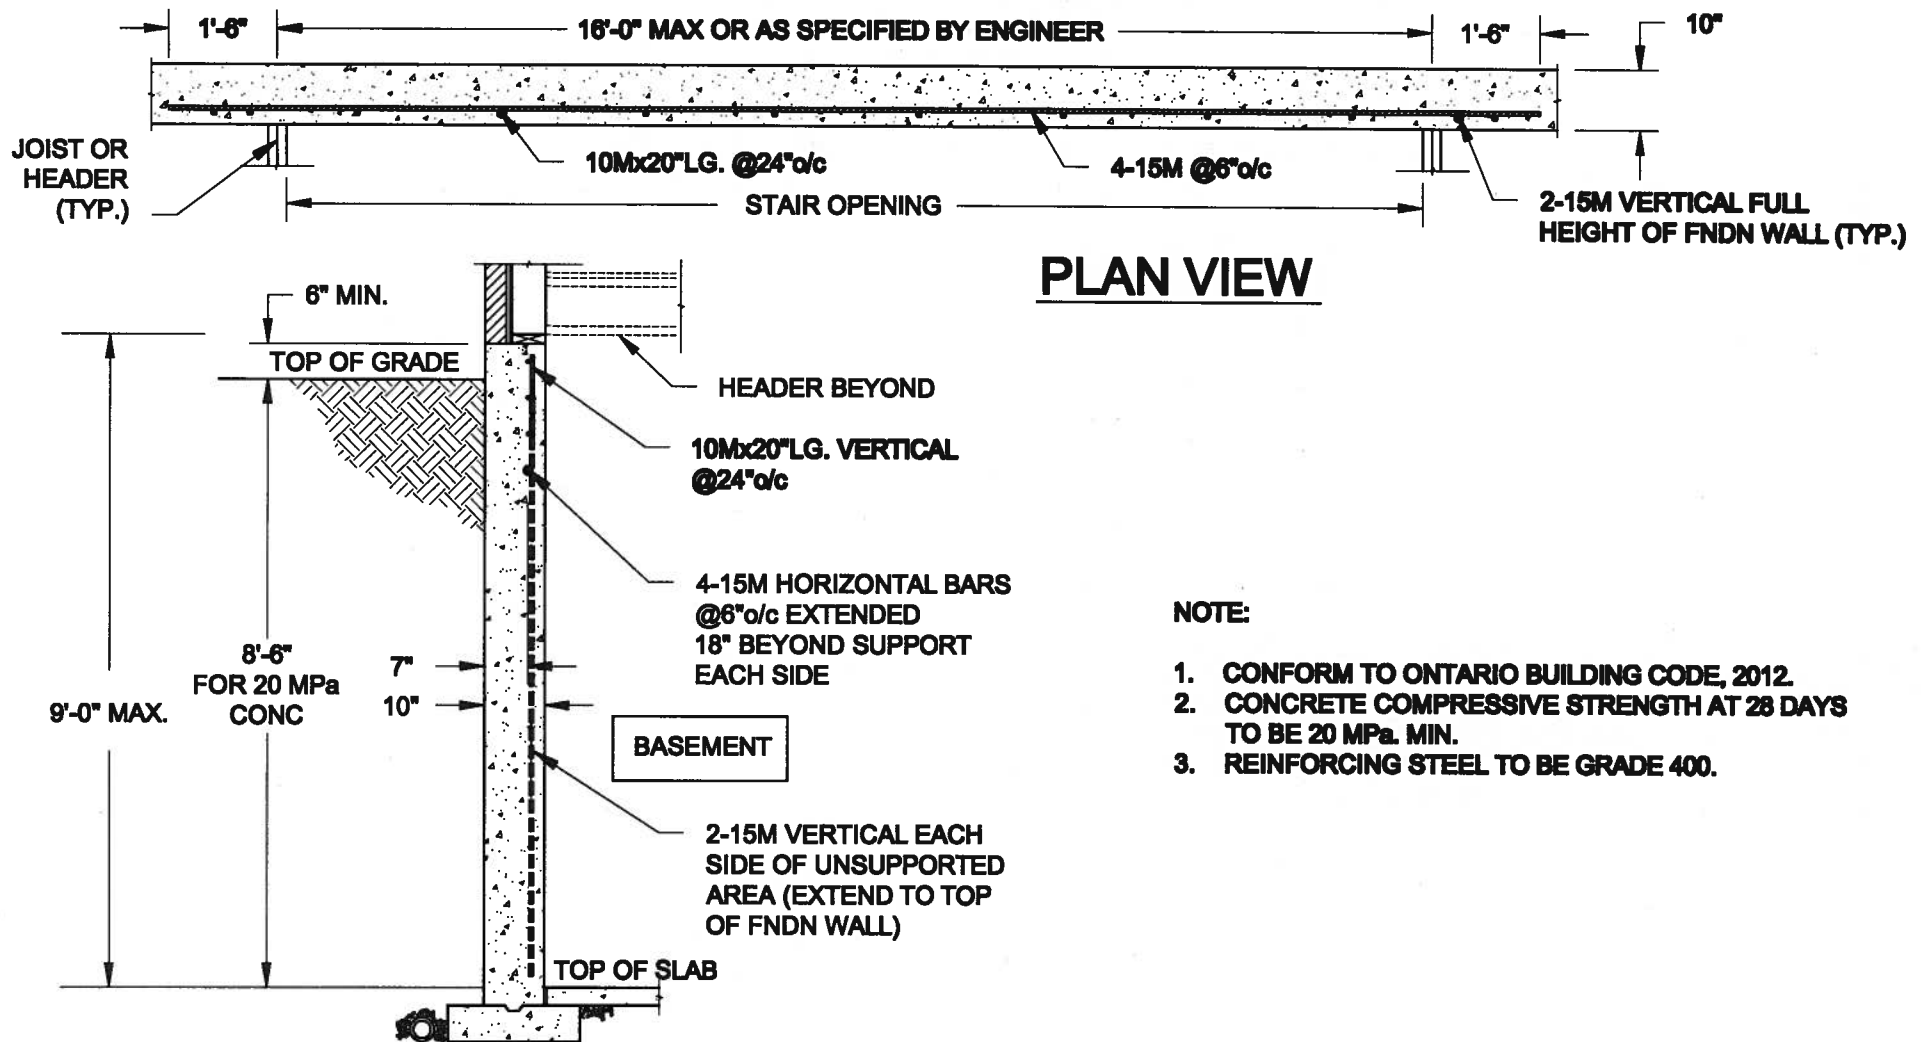 1'-6"
16'-0" MAX OR AS SPECIFIED BY ENGINEER
1'-6"
10"
JOIST OR
HEADER
(TYP.)
10Mx20"LG. @24"o/c
4-15M @6"o/c
STAIR OPENING
2-15M VERTICAL FULL
HEIGHT OF FNDN WALL (TYP.)
PLAN VIEW
6" MIN.
TOP OF GRADE
HEADER BEYOND
10Mx20"LG. VERTICAL
@24"o/c
4-15M HORIZONTAL BARS
@6"o/c EXTENDED
18" BEYOND SUPPORT
EACH SIDE
9'-0" MAX.
8'-6"
FOR 20 MPa
CONC
7"
10"
BASEMENT
2-15M VERTICAL EACH
SIDE OF UNSUPPORTED
AREA (EXTEND TO TOP
OF FNDN WALL)
TOP OF SLAB
NOTE:
1. CONFORM TO ONTARIO BUILDING CODE, 2012.
2. CONCRETE COMPRESSIVE STRENGTH AT 28 DAYS
TO BE 20 MPa. MIN.
3. REINFORCING STEEL TO BE GRADE 400.